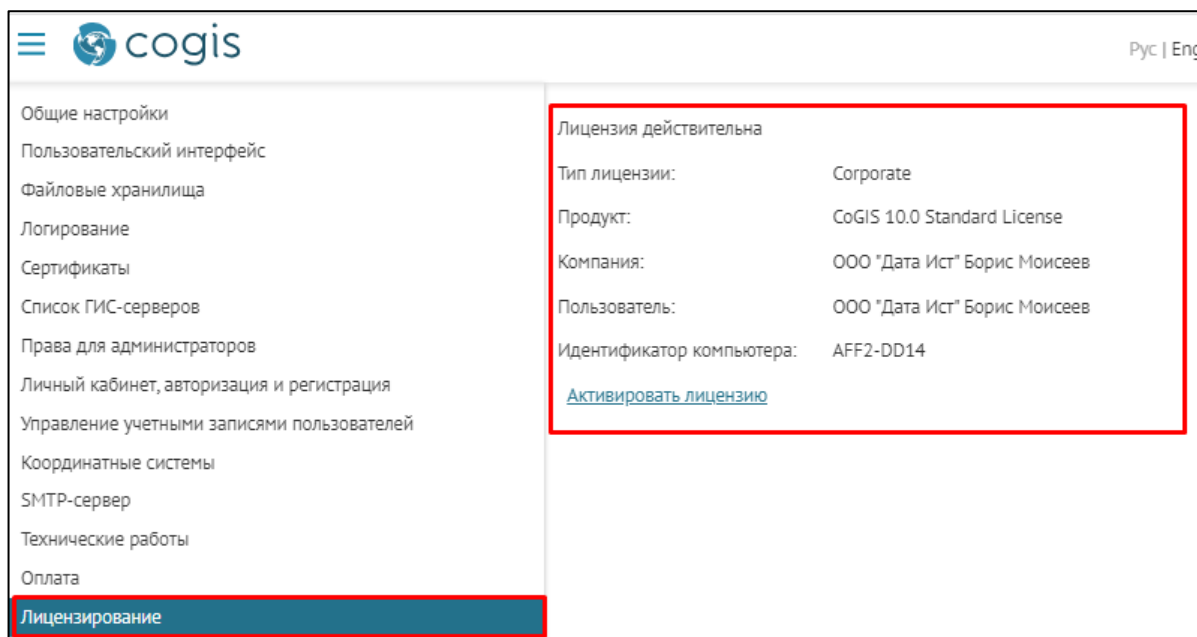 cogis
Рус | Eng
Общие настройки
Пользовательский интерфейс
Файловые хранилища
Логирование
Сертификаты
Список ГИС-серверов
Права для администраторов
Личный кабинет, авторизация и регистрация
Управление учетными записями пользователей
Координатные системы
SMTP-сервер
Технические работы
Оплата
Лицензирование
Лицензия действительна
Тип лицензии: Corporate
Продукт: CoGIS 10.0 Standard License
Компания: ООО "Дата Ист" Борис Моисеев
Пользователь: ООО "Дата Ист" Борис Моисеев
Идентификатор компьютера: AFF2-DD14
Активировать лицензию